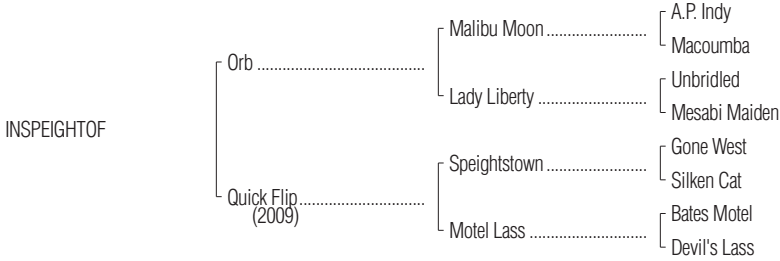 A.P. Indy
Malibu Moon
Macoumba
Orb
Unbridled
Lady Liberty
Mesabi Maiden
INSPEIGHTOF
Gone West
Speightstown
Silken Cat
Quick Flip
(2009)
Bates Motel
Motel Lass
Devil's Lass